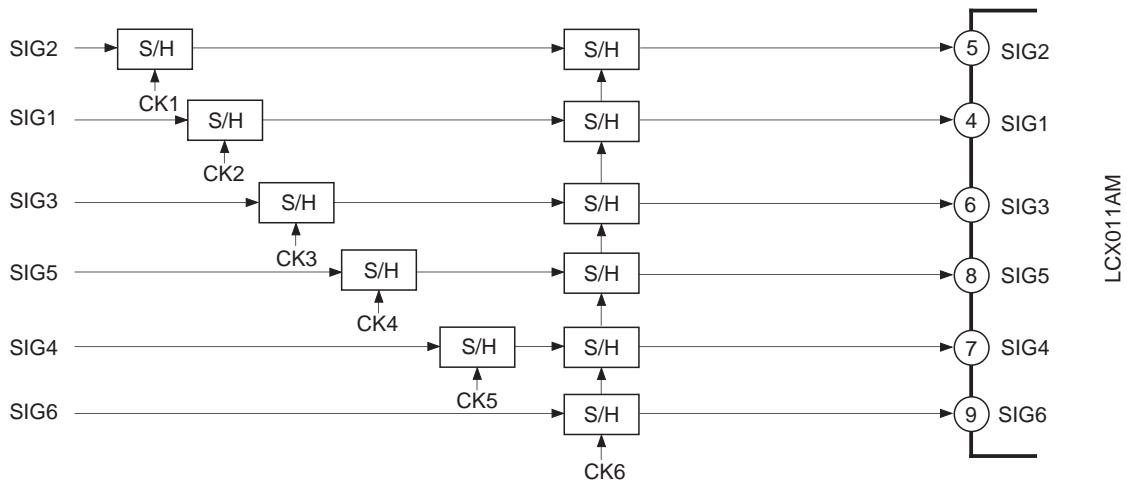 SIG2 S/H S/H 5 SIG2
CK1
SIG1 S/H S/H 4 SIG1
CK2
SIG3 S/H S/H 6 SIG3
CK3
SIG5 S/H S/H 8 SIG5
CK4
SIG4 S/H S/H 7 SIG4
CK5
SIG6 S/H 9 SIG6
CK6
LCX011AM